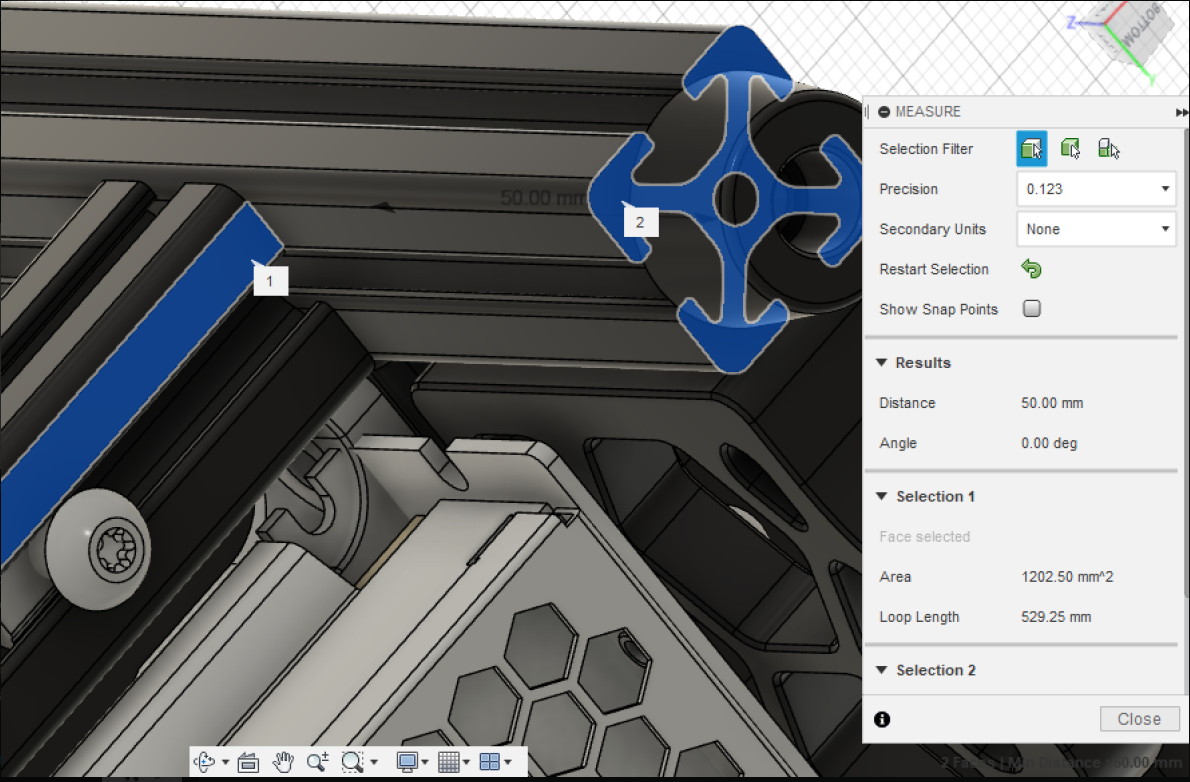 Z
BOTTOM
Y
MEASURE
Selection Filter
Precision
0.123
Secondary Units
None
Restart Selection
Show Snap Points
Results
Distance
50.00 mm
Angle
0.00 deg
Selection 1
Face selected
Area
1202.50 mm^2
Loop Length
529.25 mm
Selection 2
Close
50.00 mm
2
1
2 Faces | Min Distance : 50.00 mm